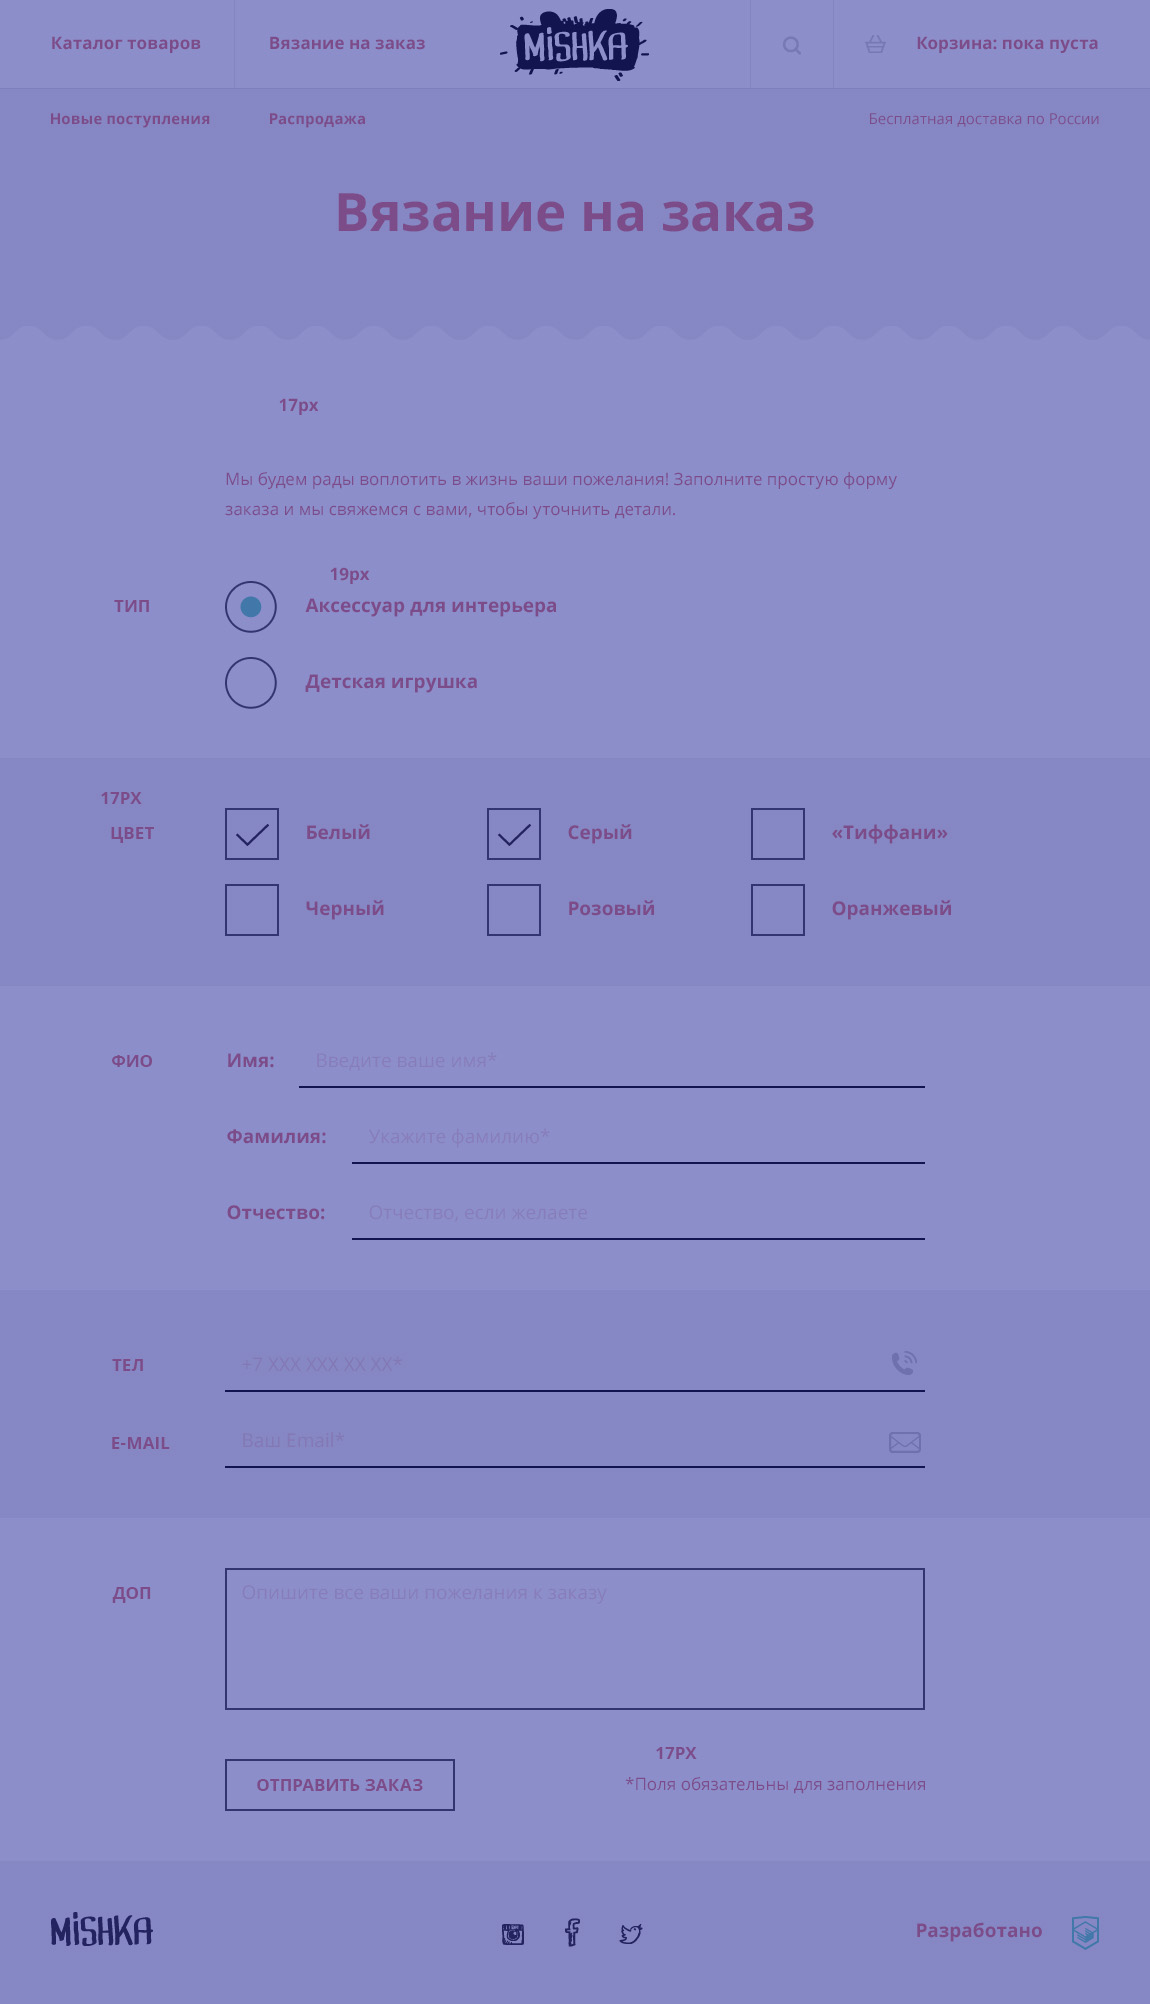 Каталог товаров
Вязание на заказ
MiSHKA
Корзина: пока пуста
Новые поступления
Распродажа
Бесплатная доставка по России
Вязание на заказ
17px
Мы будем рады воплотить в жизнь ваши пожелания! Заполните простую форму
заказа и мы свяжемся с вами, чтобы уточнить детали.
19px
ТИП
Аксессуар для интерьера
Детская игрушка
17PX
ЦВЕТ
Белый
Серый
«Тиффани»
Черный
Розовый
Оранжевый
ФИО
Имя:
Введите ваше имя*
Фамилия:
Укажите фамилию*
Отчество:
Отчество, если желаете
ТЕЛ
+7 XXX XXX XX XX*
E-MAIL
Ваш Email*
ДОП
Опишите все ваши пожелания к заказу
17PX
ОТПРАВИТЬ ЗАКАЗ
*Поля обязательны для заполнения
MiSHKA
Разработано